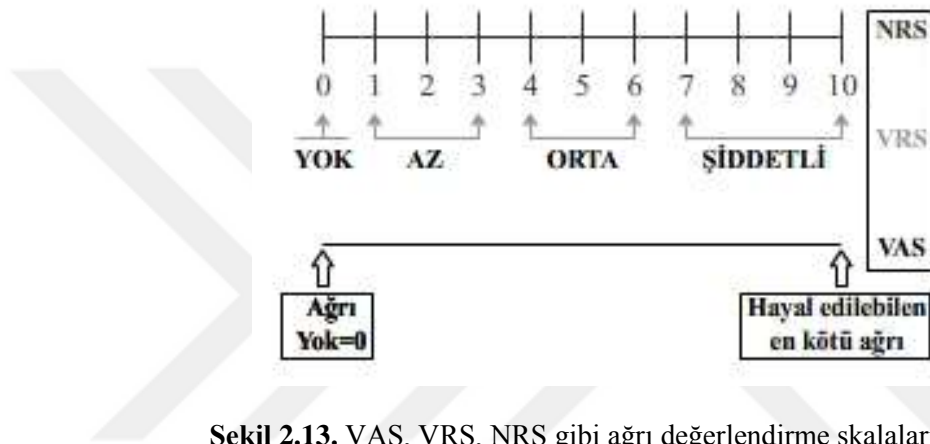 NRS
0 1 2 3 4 5 6 7 8 9 10
VRS
YOK AZ ORTA ŞİDDETLİ
VAS
Ağrı
Yok=0
Hayal edilebilen
en kötü ağrı
Şekil 2.13. VAS, VRS, NRS gibi ağrı değerlendirme skalaları